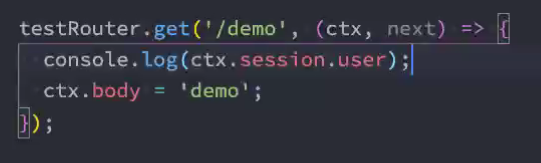 testRouter.get('/demo', (ctx, next) => {
  console.log(ctx.session.user);
  ctx.body = 'demo';
});